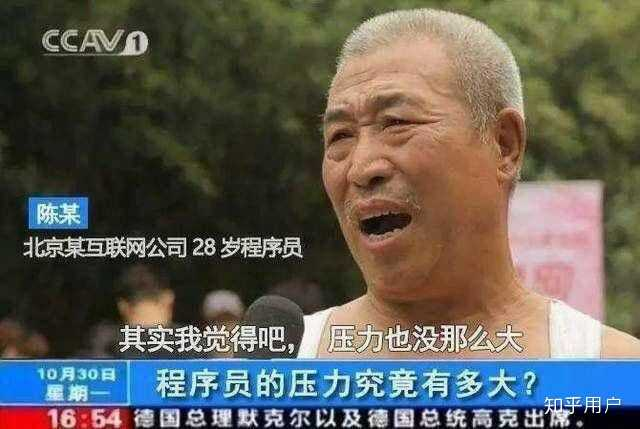 CCAV 1
陈某
北京某互联网公司 28 岁程序员
其实我觉得吧， 压力也没那么大
10月30日
星期一
程序员的压力究竟有多大？
16:54 德国总理默克尔以及德国总统高克出席。
知乎用户